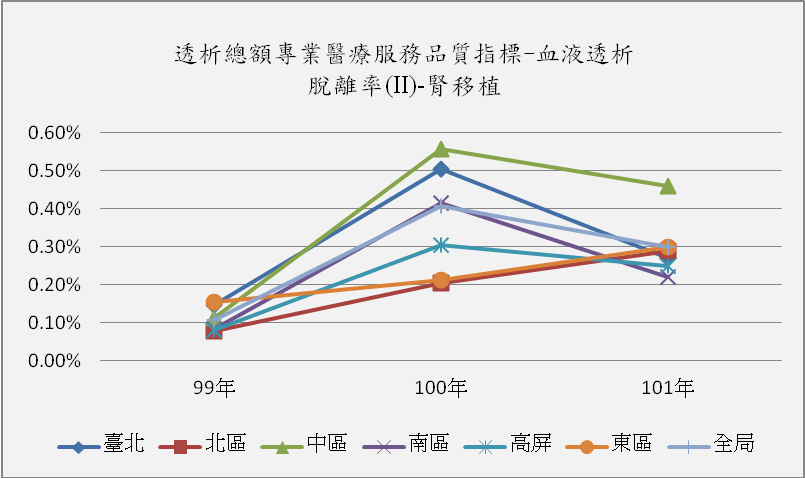 透析總額專業醫療服務品質指標-血液透析
脫離率(II)-腎移植
0.60%
0.50%
0.40%
0.30%
0.20%
0.10%
0.00%
99年 100年 101年
臺北 北區 中區 南區 高屏 東區 全局